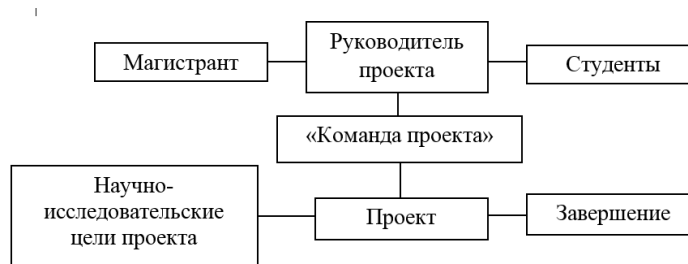 Руководитель
проекта
Магистрант
Студенты
«Команда проекта»
Научно-
исследовательские
цели проекта
Проект
Завершение